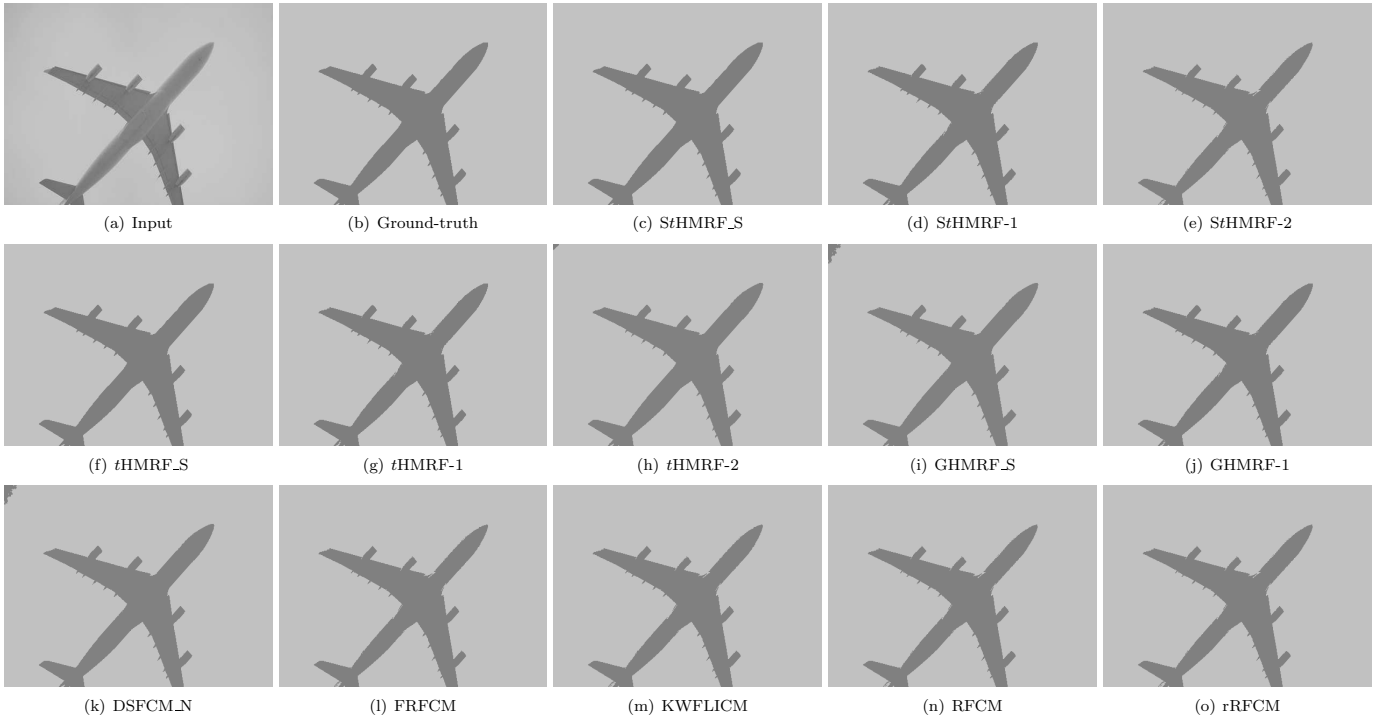 (a) Input
(b) Ground-truth
(c) StHMRF_S
(d) StHMRF-1
(e) StHMRF-2
(f) tHMRF_S
(g) tHMRF-1
(h) tHMRF-2
(i) GHMRF_S
(j) GHMRF-1
(k) DSFCM_N
(l) FRFCM
(m) KWFLICM
(n) RFCM
(o) rRFCM